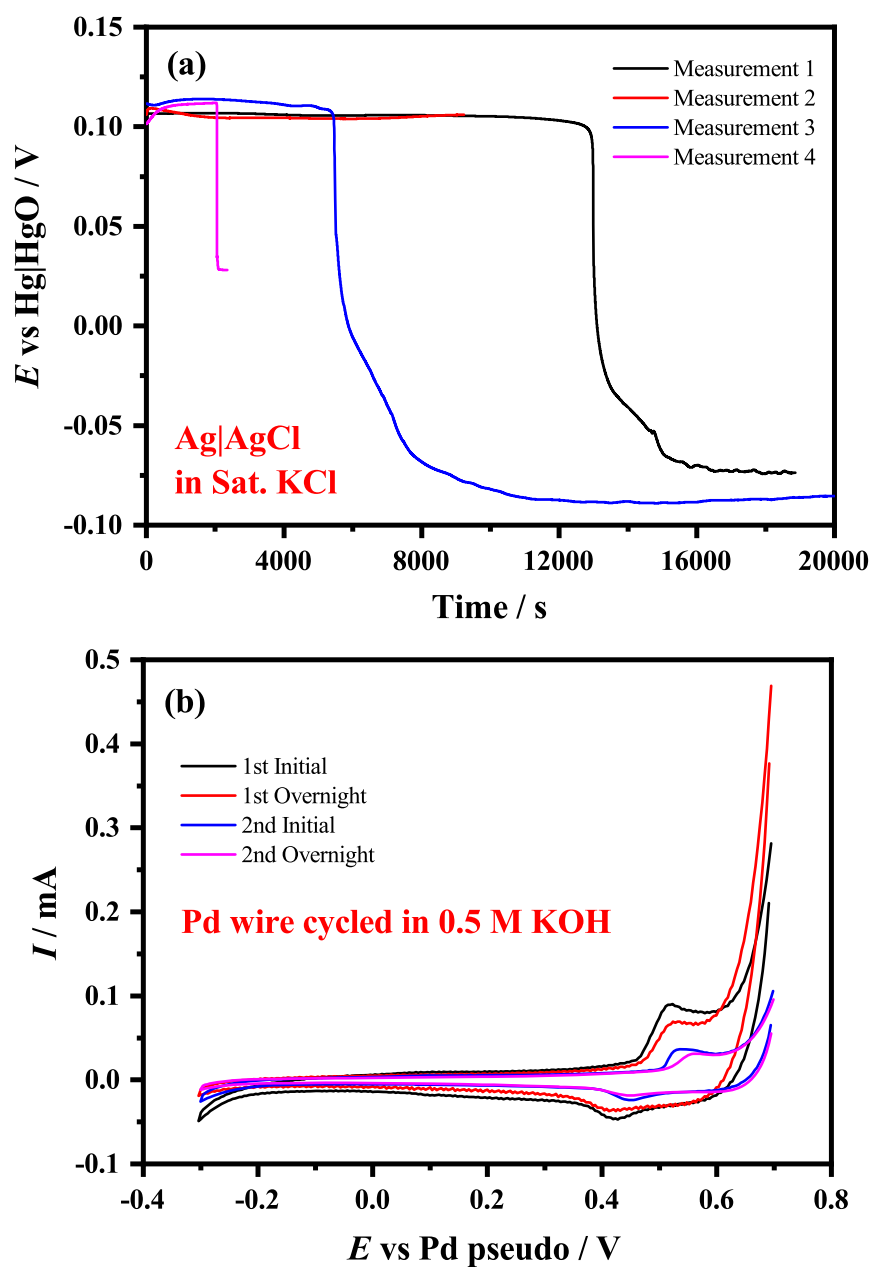 (a)
Measurement 1
Measurement 2
Measurement 3
Measurement 4
0.15
0.10
0.05
0.00
-0.05
-0.10
E vs Hg|HgO / V
Ag|AgCl
in Sat. KCl
0 4000 8000 12000 16000 20000
Time / s
(b)
1st Initial
1st Overnight
2nd Initial
2nd Overnight
0.5
0.4
0.3
0.2
0.1
0.0
-0.1
I / mA
Pd wire cycled in 0.5 M KOH
-0.4 -0.2 0.0 0.2 0.4 0.6 0.8
E vs Pd pseudo / V